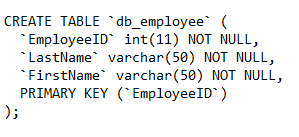 CREATE TABLE `db_employee` (
`EmployeeID` int(11) NOT NULL,
`LastName` varchar(50) NOT NULL,
`FirstName` varchar(50) NOT NULL,
PRIMARY KEY (`EmployeeID`)
);